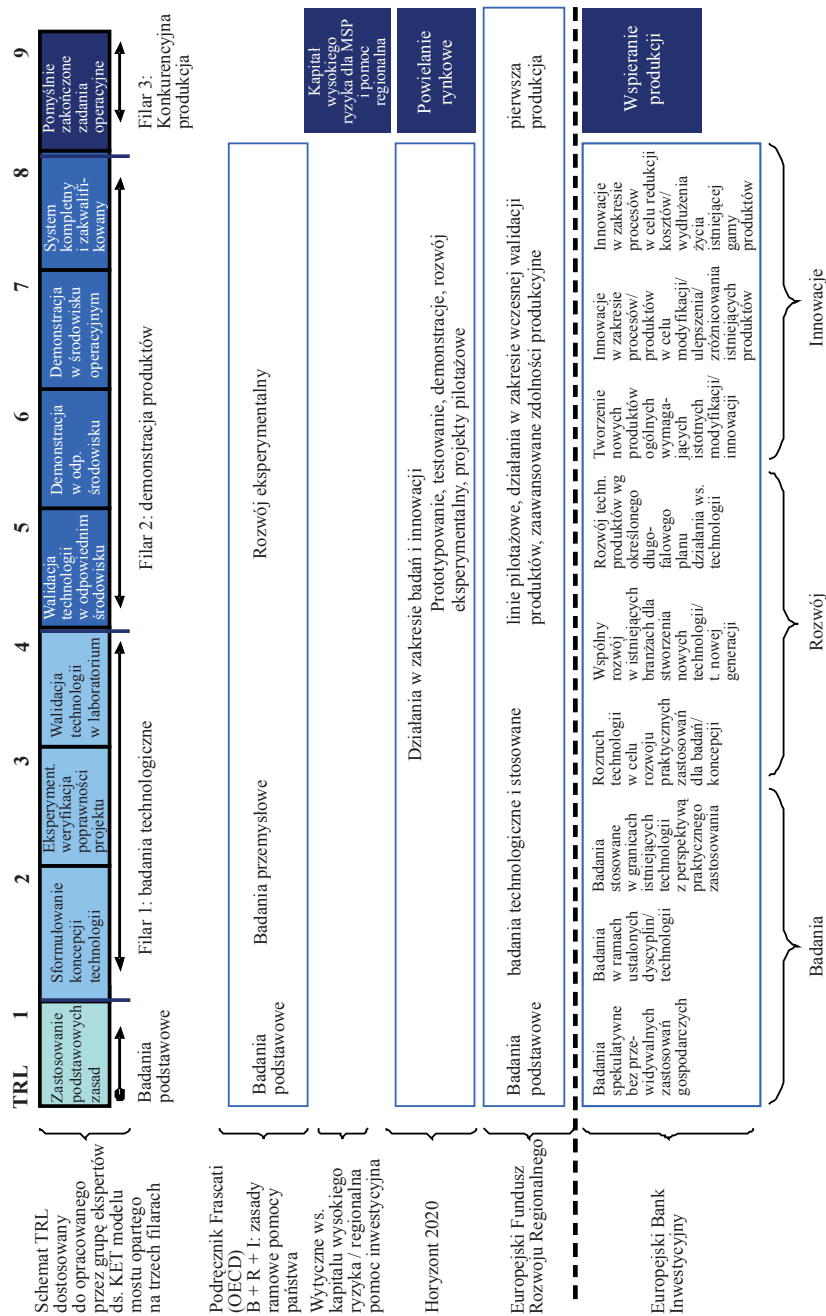 TRL
1
2
3
4
5
6
7
8
9
Schemat TRL
dostosowany
do opracowanego
przez grupę ekspertów
ds. KET modelu
mostu opartego
na trzech filarach
Zastosowanie
podstawowych
zasad
Sformułowanie
koncepcji
technologii
Eksperyment.
weryfikacja
poprawności
projektu
Walidacja
technologii
w laboratorium
Walidacja
technologii
w odpowiednim
środowisku
Demonstracja
w odp.
środowisku
Demonstracja
w środowisku
operacyjnym
System
kompletny
i zakwalifi-
kowany
Pomyślnie
zakończone
zadania
operacyjne
Badania
podstawowe
Filar 1: badania technologiczne
Filar 2: demonstracja produktów
Filar 3:
Konkurencyjna
produkcja
Podręcznik Frascati
(OECD)
B + R + I: zasady
ramowe pomocy
państwa
Badania
podstawowe
Badania przemysłowe
Rozwój eksperymentalny
Wytyczne ws.
kapitału wysokiego
ryzyka / regionalna
pomoc inwestycyjna
Kapitał
wysokiego
ryzyka dla MSP
i pomoc
regionalna
Horyzont 2020
Działania w zakresie badań i innowacji
Prototypowanie, testowanie, demonstracje, rozwój
eksperymentalny, projekty pilotażowe
Powielanie
rynkowe
Europejski Fundusz
Rozwoju Regionalnego
Badania
podstawowe
badania technologiczne i stosowane
linie pilotażowe, działania w zakresie wczesnej walidacji
produktów, zaawansowane zdolności produkcyjne
pierwsza
produkcja
Europejski Bank
Inwestycyjny
Badania
spekulatywne
bez prze-
widywalnych
zastosowań
gospodarczych
Badania
w ramach
ustalonych
dyscyplin/
technologii
Badania
stosowane
w granicach
istniejących
technologii
z perspektywą
praktycznego
zastosowania
Rozruch
technologii
w celu
rozwoju
praktycznych
zastosowań
dla badań/
koncepcji
Wspólny
rozwój
w istniejących
branżach dla
stworzenia
nowych
technologii/
t. nowej
generacji
Rozwój techn.
produktów wg
określonego
długo-
falowego
planu
działania ws.
technologii
Tworzenie
nowych
produktów
ogólnych
wymaga-
jących
istotnych
modyfikacji/
innowacji
Innowacje
w zakresie
procesów/
produktów
w celu
modyfikacji/
ulepszenia/
zróżnicowania
istniejących
produktów
Innowacje
w zakresie
procesów
w celu redukcji
kosztów/
wydłużenia
życia
istniejącej
gamy
produktów
Wspieranie
produkcji
Badania
Rozwój
Innowacje